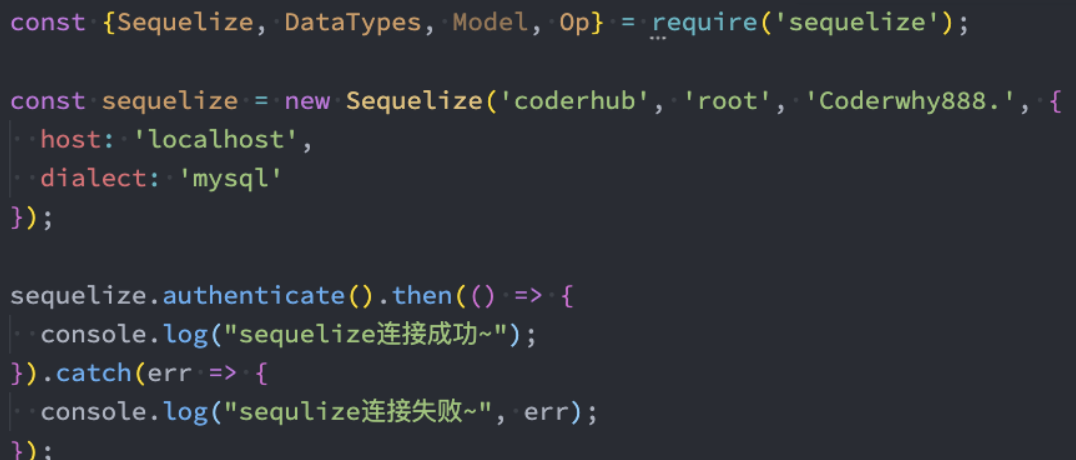 const {Sequelize, DataTypes, Model, Op} = require('sequelize');
const sequelize = new Sequelize('coderhub', 'root', 'Coderwhy888.', {
  host: 'localhost',
  dialect: 'mysql'
});
sequelize.authenticate().then(() => {
  console.log("sequelize连接成功~");
}).catch(err => {
  console.log("sequlize连接失败~", err);
});